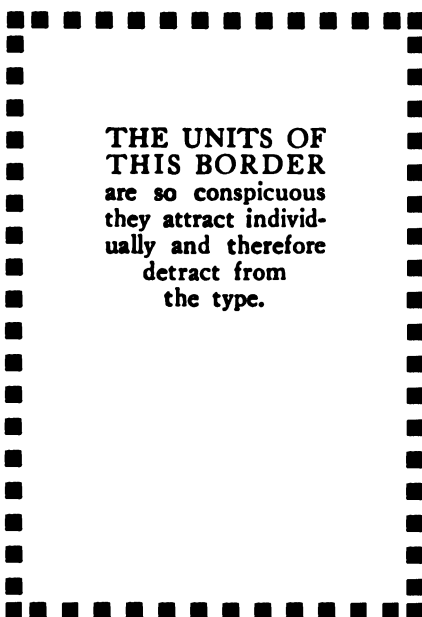 THE UNITS OF
THIS BORDER
are so conspicuous
they attract individ-
ually and therefore
detract from
the type.